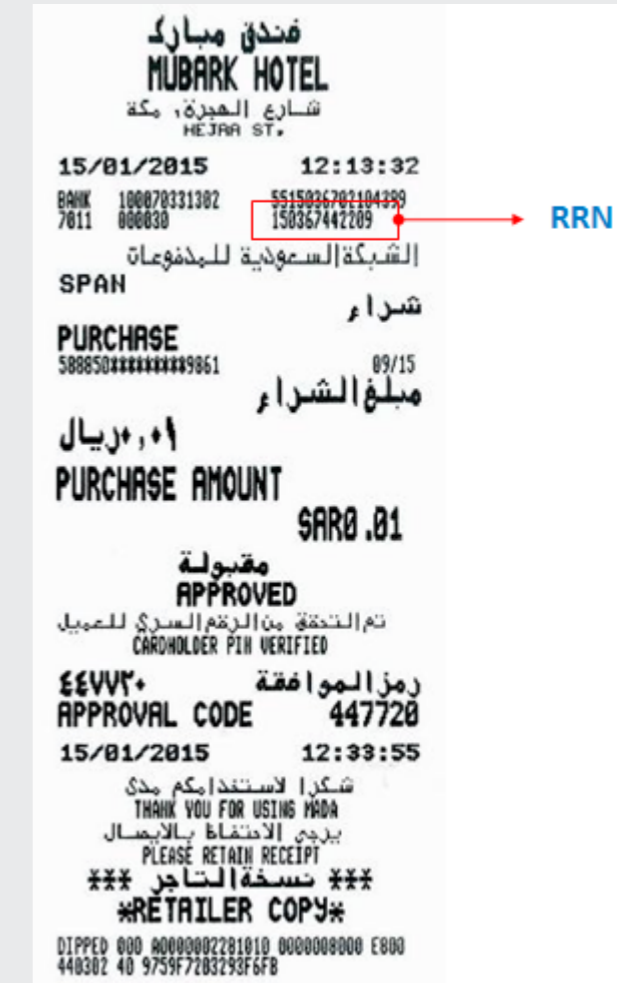 فندق مبارك
MUBARK HOTEL
شارع الهجرة، مكة
HEJRA ST.
15/01/2015 12:13:32
BANK 100070331302 5515036702104399
7011 000030 150367442209 RRN
الشبكة السعودية للمدفوعات
SPAN
شراء
PURCHASE
588850**********9861 09/15
مبلغ الشراء
٠,٠١ ريال
PURCHASE AMOUNT
SAR0.01
مقبولة
APPROVED
تم التحقق من الرقم السري للعميل
CARDHOLDER PIN VERIFIED
رمز الموافقة ٤٤٧٧٢٠
APPROVAL CODE 447720
15/01/2015 12:33:55
شكرا لاستخدامكم مدى
THANK YOU FOR USING MADA
يرجى الاحتفاظ بالايصال
PLEASE RETAIN RECEIPT
*** نسخة التاجر ***
*RETAILER COPY*
DIPPED 000 A0000002281010 0000008000 E800
440302 40 9759F7203293F6FB